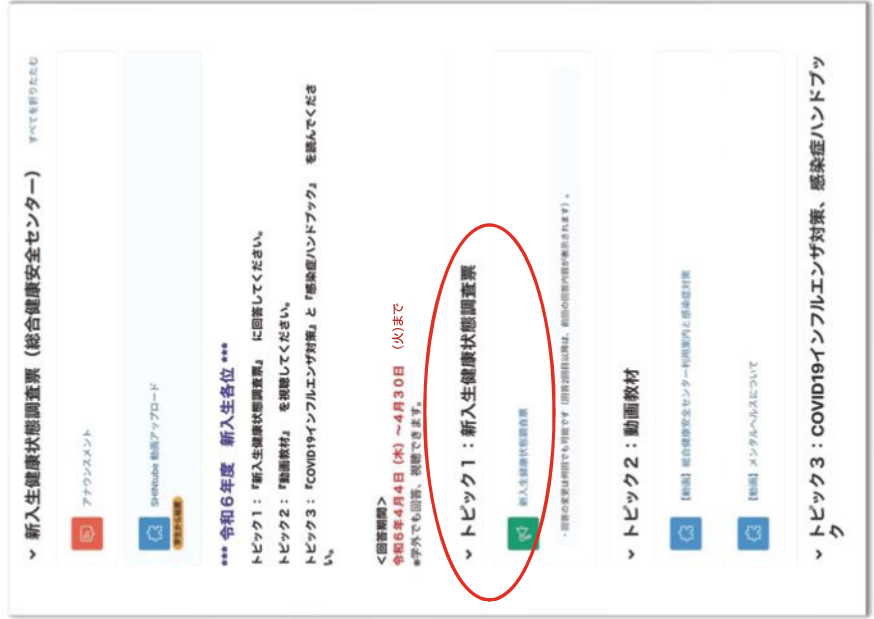 新入生健康状態調査票（総合健康安全センター）
すべてを折りたたむ
アナウンスメント
SHINtube 動画アップロード
学生から秘匿
*** 令和６年度　新入生各位 ***
トピック１：『新入生健康状態調査票』　に回答してください。
トピック２：『動画教材』　を視聴してください。
トピック３：『COVID19インフルエンザ対策』と『感染症ハンドブック』　を読んでくださ
い。
＜回答期間＞
令和６年４月４日（木）～４月３０日（火)まで
※学外でも回答、視聴できます。
トピック１：新入生健康状態調査票
新入生健康状態調査票
・回答の変更は何回でも可能です（回答2回目以降は、前回の回答内容が表示されます）。
トピック２：動画教材
【動画】総合健康安全センター利用案内と感染症対策
【動画】メンタルヘルスについて
トピック３：COVID19インフルエンザ対策、感染症ハンドブッ
ク